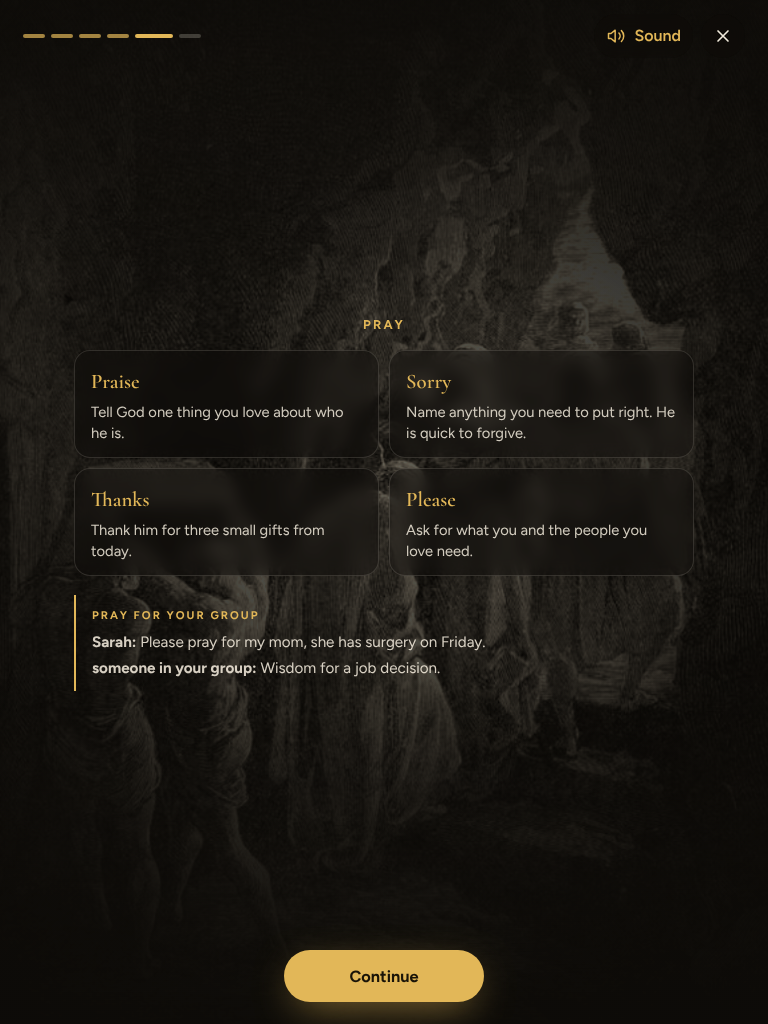 Sound
PRAY
Praise
Tell God one thing you love about who
he is.
Sorry
Name anything you need to put right. He
is quick to forgive.
Thanks
Thank him for three small gifts from
today.
Please
Ask for what you and the people you
love need.
PRAY FOR YOUR GROUP
Sarah: Please pray for my mom, she has surgery on Friday.
someone in your group: Wisdom for a job decision.
Continue